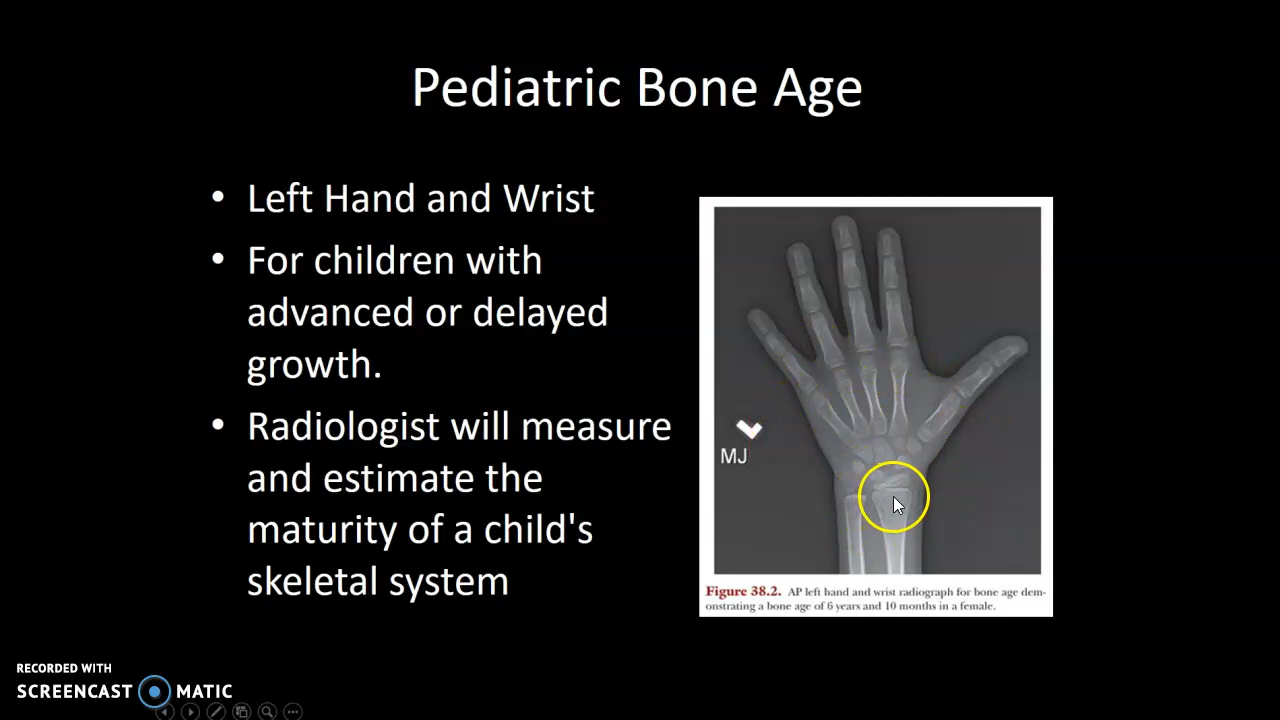 Pediatric Bone Age
• Left Hand and Wrist
• For children with
advanced or delayed
growth.
• Radiologist will measure
and estimate the
maturity of a child's
skeletal system
MJ
Figure 38.2. AP left hand and wrist radiograph for bone age dem-
onstrating a bone age of 6 years and 10 months in a female.
RECORDED WITH
SCREENCAST MATIC